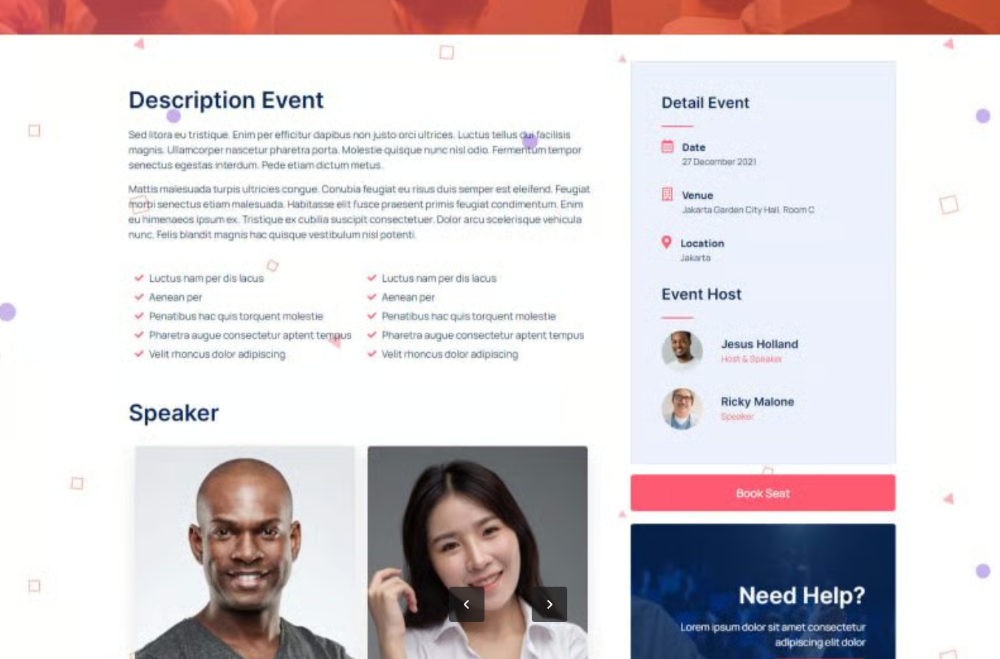 Description Event
Sed litora eu tristique. Enim per efficitur dapibus non justo orci ultrices. Luctus tellus dui facilisis
magnis. Ullamcorper nascetur pharetra porta. Molestie quisque nunc nisl odio. Fermentum tempor
senectus egestas interdum. Pede etiam dictum metus.
Mattis malesuada turpis ultricies congue. Conubia feugiat eu risus duis semper est eleifend. Feugiat
morbi senectus etiam malesuada. Habitasse elit fusce praesent primis feugiat condimentum. Enim
eu himenaeos ipsum ex. Tristique ex cubilia suscipit consectetuer. Dolor arcu scelerisque vehicula
nunc. Felis blandit magnis hac quisque vestibulum nisl potenti.
Luctus nam per dis lacus
Aenean per
Penatibus hac quis torquent molestie
Pharetra augue consectetur aptent tempus
Velit rhoncus dolor adipiscing
Luctus nam per dis lacus
Aenean per
Penatibus hac quis torquent molestie
Pharetra augue consectetur aptent tempus
Velit rhoncus dolor adipiscing
Speaker
Detail Event
Date
27 December 2021
Venue
Jakarta Garden City Hall, Room C
Location
Jakarta
Event Host
Jesus Holland
Host & Speaker
Ricky Malone
Speaker
Book Seat
Need Help?
Lorem ipsum dolor sit amet consectetur
adipiscing elit dolor